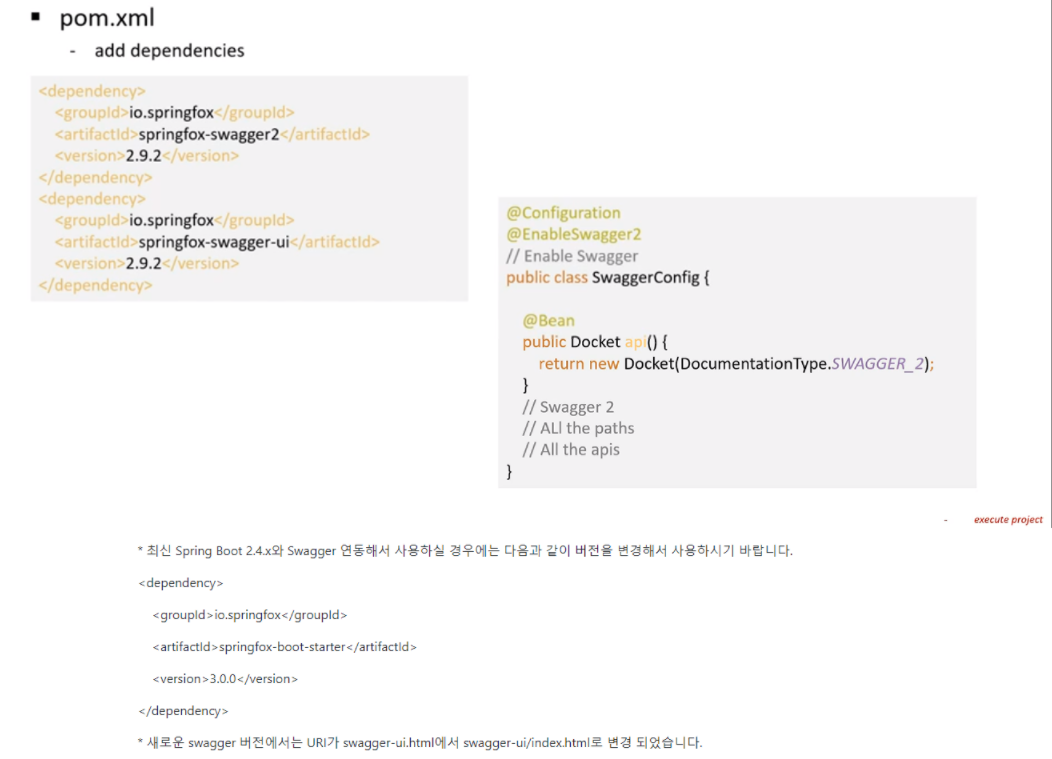 ▪ pom.xml
- add dependencies
<dependency>
<groupId>io.springfox</groupId>
<artifactId>springfox-swagger2</artifactId>
<version>2.9.2</version>
</dependency>
<dependency>
<groupId>io.springfox</groupId>
<artifactId>springfox-swagger-ui</artifactId>
<version>2.9.2</version>
</dependency>
@Configuration
@EnableSwagger2
// Enable Swagger
public class SwaggerConfig {
@Bean
public Docket api() {
return new Docket(DocumentationType.SWAGGER_2);
}
// Swagger 2
// ALl the paths
// All the apis
}
- execute project
* 최신 Spring Boot 2.4.x와 Swagger 연동해서 사용하실 경우에는 다음과 같이 버전을 변경해서 사용하시기 바랍니다.
<dependency>
<groupId>io.springfox</groupId>
<artifactId>springfox-boot-starter</artifactId>
<version>3.0.0</version>
</dependency>
* 새로운 swagger 버전에서는 URI가 swagger-ui.html에서 swagger-ui/index.html로 변경 되었습니다.